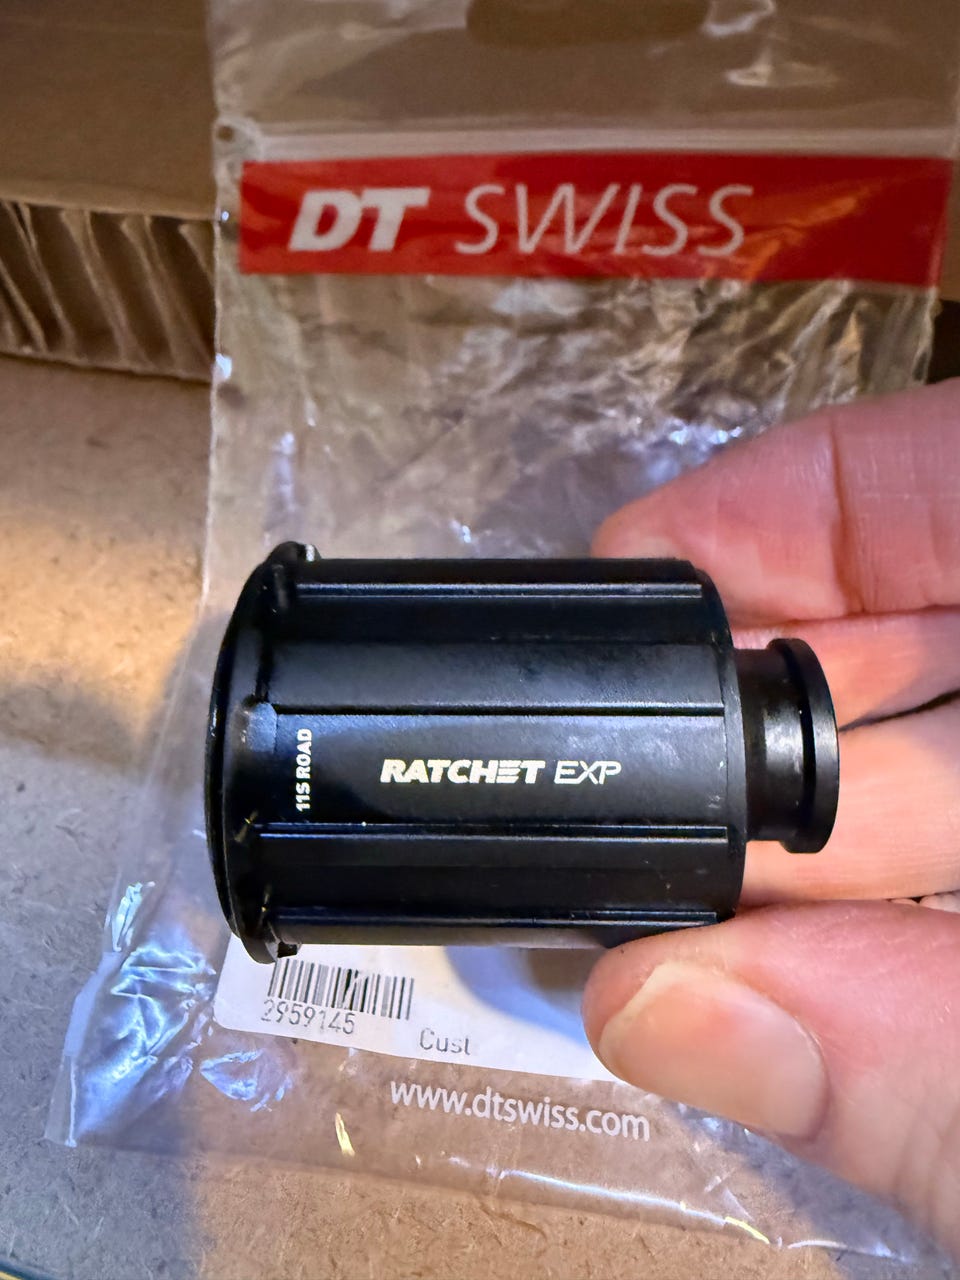 DT SWISS
11S ROAD
RATCHET EXP
2959145
Cust
www.dtswiss.com